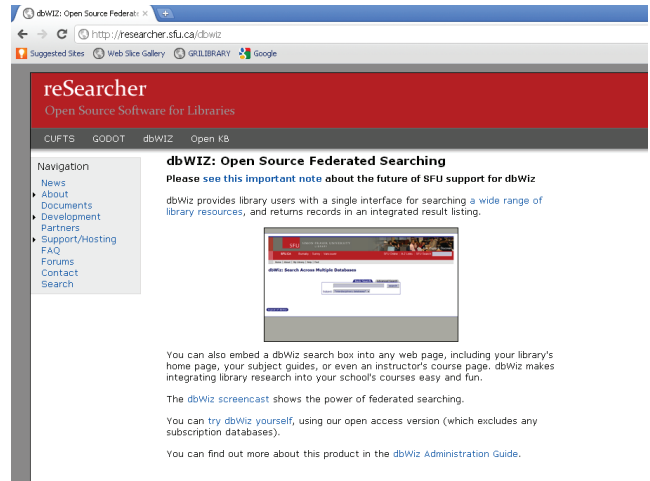 dbWIZ: Open Source Federate
http://researcher.sfu.ca/dbwiz
Suggested Sites Web Slice Gallery GRILIBRARY Google
reSearcher
Open Source Software for Libraries
CUFTS GODOT dbWIZ Open KB
Navigation
News
About
Documents
Development
Partners
Support/Hosting
FAQ
Forums
Contact
Search
dbWIZ: Open Source Federated Searching
Please see this important note about the future of SFU support for dbWiz
dbWiz provides library users with a single interface for searching a wide range of
library resources, and returns records in an integrated result listing.
SFU
dbWiz: Search Across Multiple Databases
You can also embed a dbWiz search box into any web page, including your library's
home page, your subject guides, or even an instructor's course page. dbWiz makes
integrating library research into your school's courses easy and fun.
The dbWiz screencast shows the power of federated searching.
You can try dbWiz yourself, using our open access version (which excludes any
subscription databases).
You can find out more about this product in the dbWiz Administration Guide.